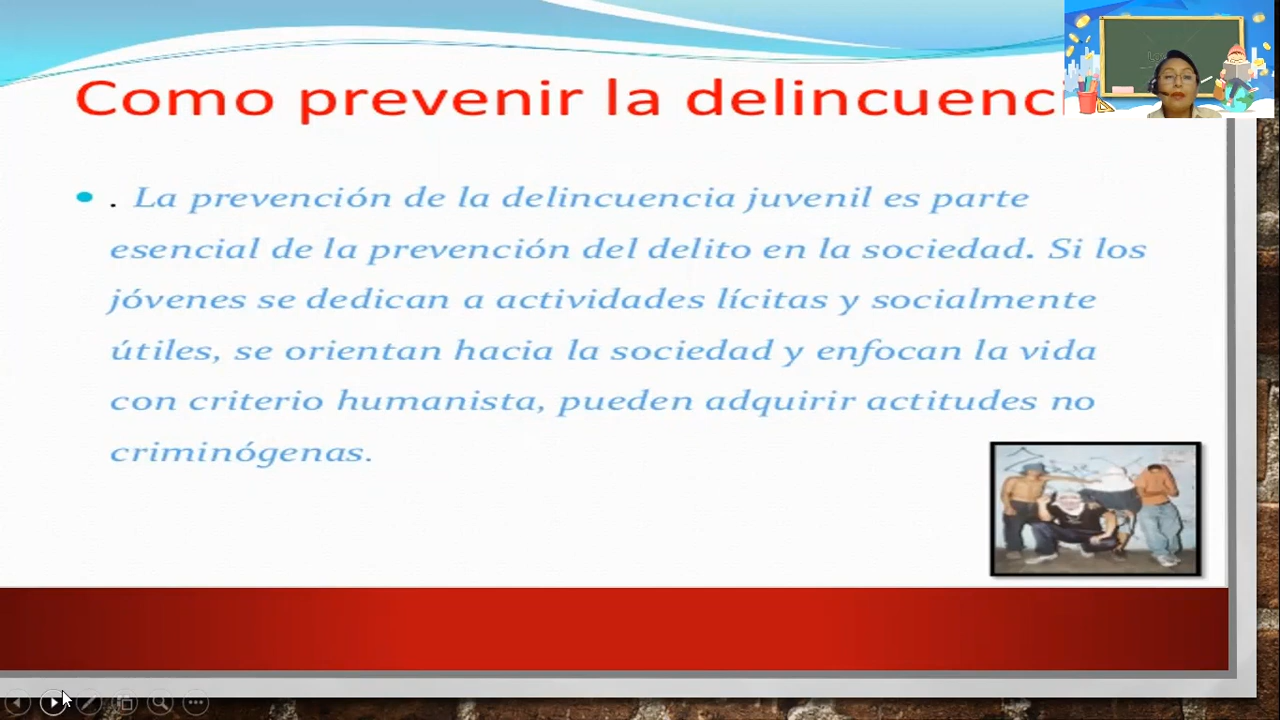 Como prevenir la delincuenc
. La prevención de la delincuencia juvenil es parte
esencial de la prevención del delito en la sociedad. Si los
jóvenes se dedican a actividades lícitas y socialmente
útiles, se orientan hacia la sociedad y enfocan la vida
con criterio humanista, pueden adquirir actitudes no
criminógenas.